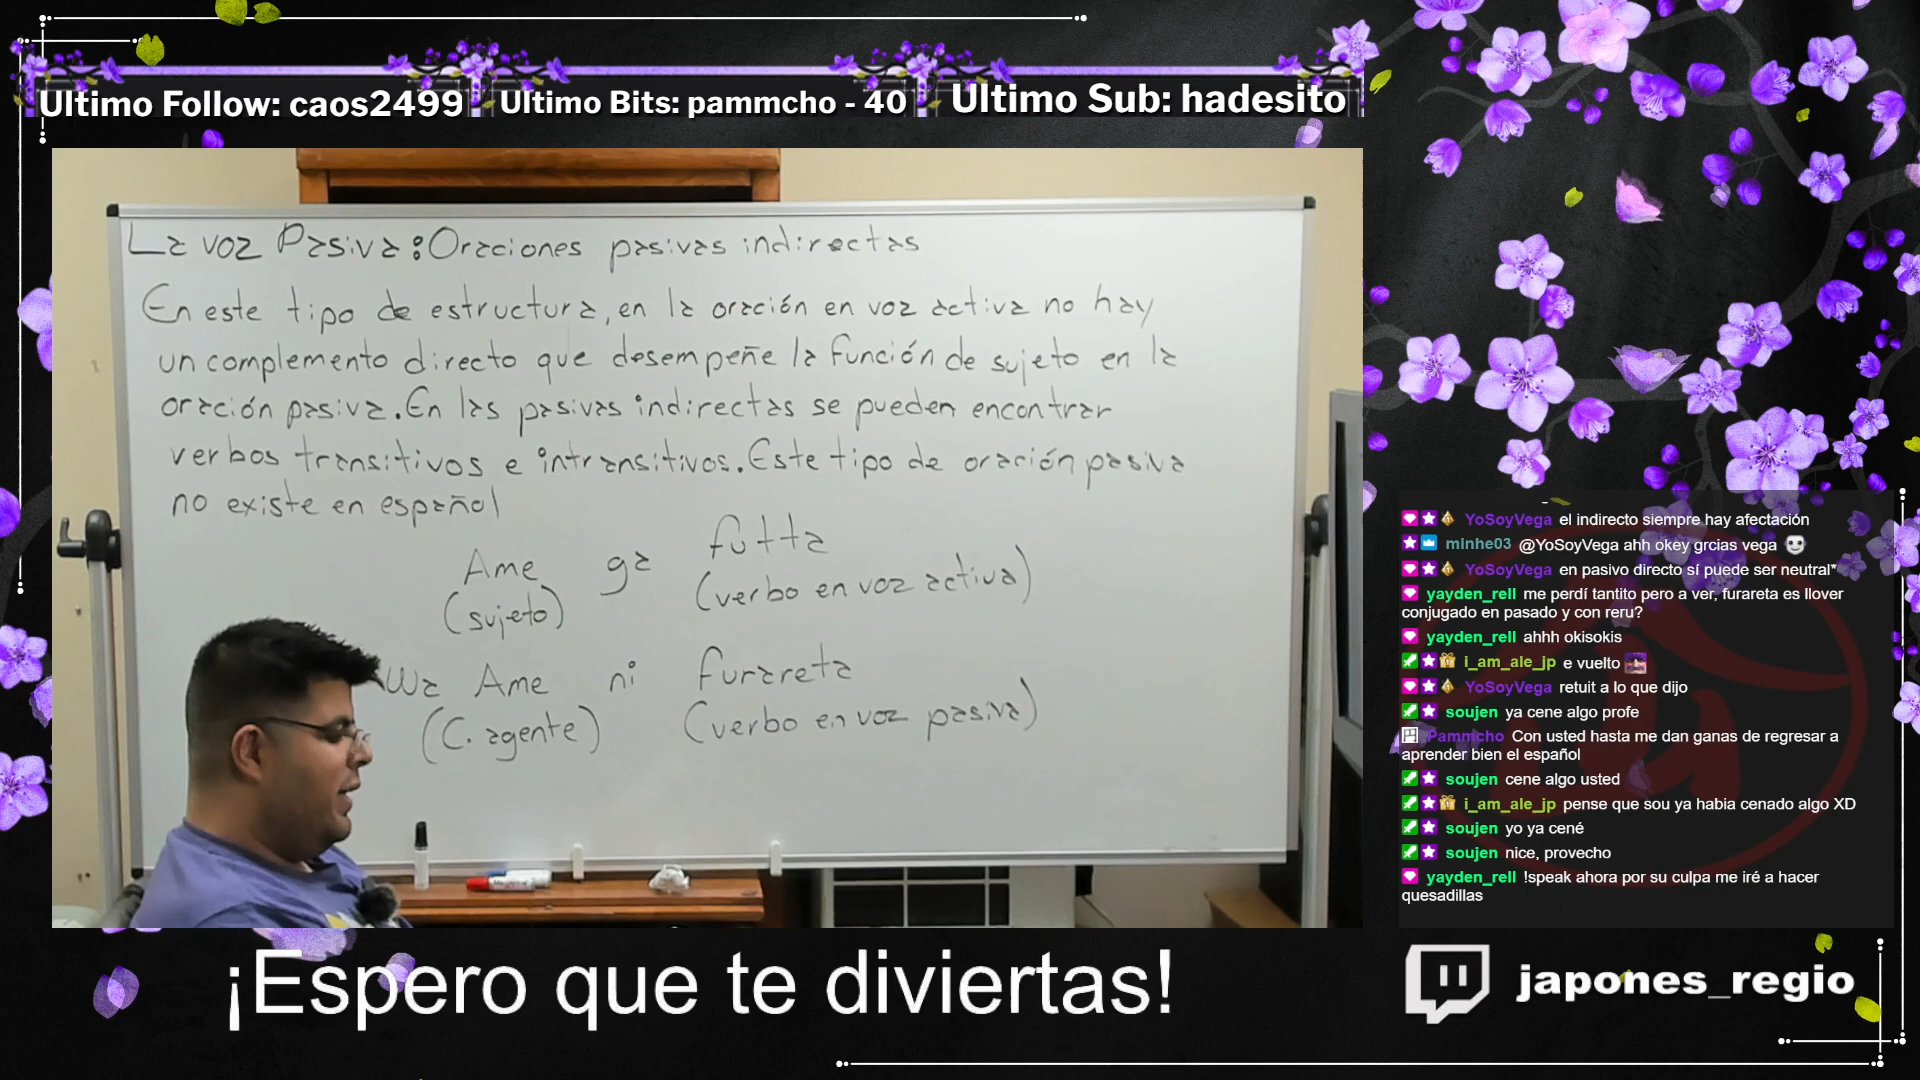 Ultimo Follow: caos2499
Ultimo Bits: pammcho - 40
Ultimo Sub: hadesito
La voz Pasiva: Oraciones pasivas indirectas
En este tipo de estructura, en la oración en voz activa no hay
un complemento directo que desempeñe la función de sujeto en la
oración pasiva. En las pasivas indirectas se pueden encontrar
verbos transitivos e intransitivos. Este tipo de oración pasiva
no existe en español
Ame ga futta
(sujeto) (verbo en voz activa)
wa Ame ni furareta
(C. agente) (verbo en voz pasiva)
YoSoyVega el indirecto siempre hay afectación
minhe03 @YoSoyVega ahh okey grcias vega
YoSoyVega en pasivo directo sí puede ser neutral*
yayden_rell me perdí tantito pero a ver, furareta es llover
conjugado en pasado y con reru?
yayden_rell ahhh okisokis
i_am_ale_jp e vuelto
YoSoyVega retuit a lo que dijo
soujen ya cene algo profe
Pammcho Con usted hasta me dan ganas de regresar a
aprender bien el español
soujen cene algo usted
i_am_ale_jp pense que sou ya habia cenado algo XD
soujen yo ya cené
soujen nice, provecho
yayden_rell !speak ahora por su culpa me iré a hacer
quesadillas
¡Espero que te diviertas!
japones_regio